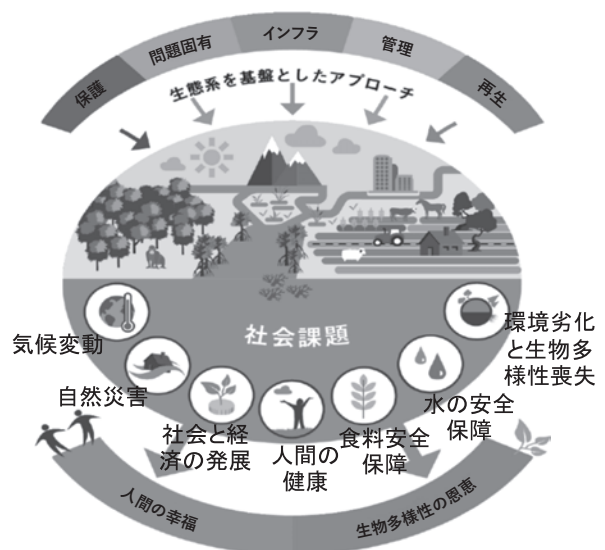 保護
問題固有
インフラ
管理
再生
生態系を基盤としたアプローチ
社会課題
気候変動
自然災害
社会と経
済の発展
人間の
健康
食料安全
保障
水の安全
保障
環境劣化
と生物多
様性喪失
人間の幸福
生物多様性の恩恵